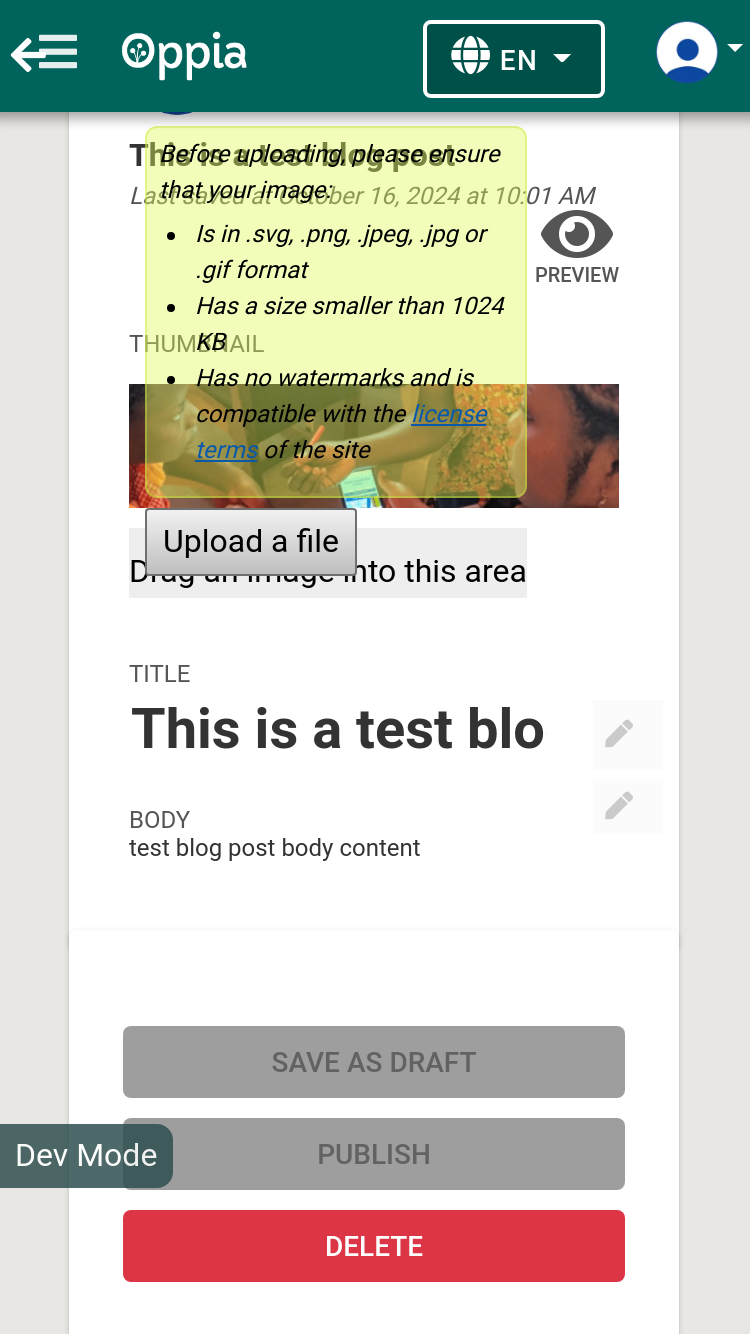 Oppia
EN
This is a test blog post
Before uploading, please ensure
that your image:
Last saved at October 16, 2024 at 10:01 AM
Is in .svg, .png, .jpeg, .jpg or
.gif format
PREVIEW
Has a size smaller than 1024
KB
THUMBNAIL
Has no watermarks and is
compatible with the license
terms of the site
Upload a file
Drag an image into this area
TITLE
This is a test blo
BODY
test blog post body content
SAVE AS DRAFT
Dev Mode
PUBLISH
DELETE